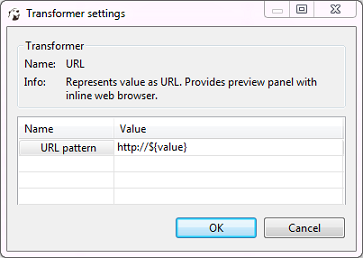 Transformer settings
Transformer
Name: URL
Info: Represents value as URL. Provides preview panel with
inline web browser.
Name Value
URL pattern http://${value}
OK Cancel